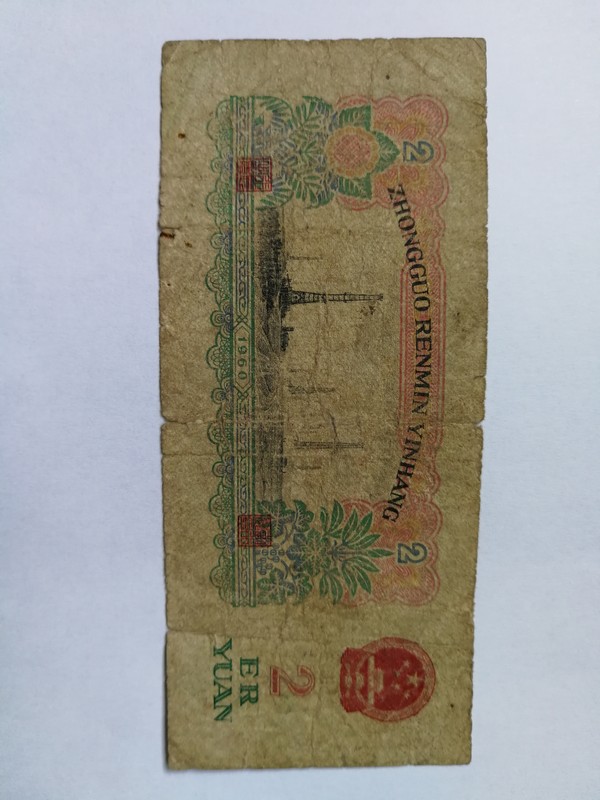 2
ZHONGGUO RENMIN YINHANG
2
1960
2
ER
YUAN